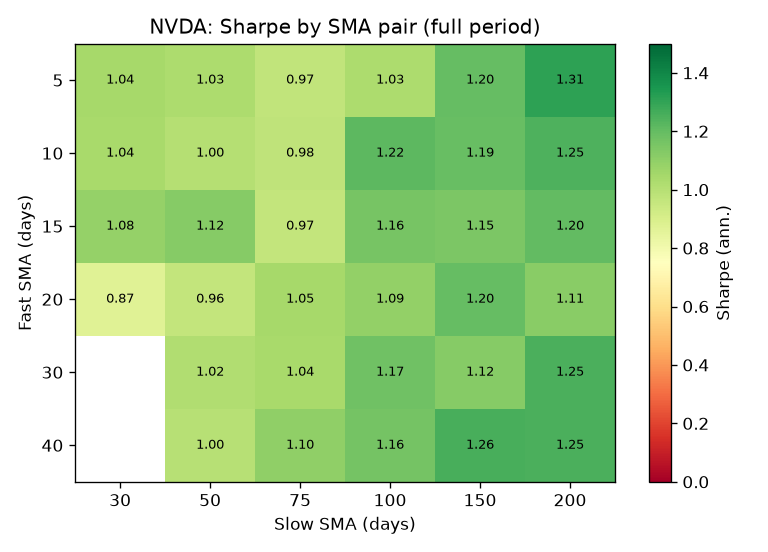 NVDA: Sharpe by SMA pair (full period)
Fast SMA (days)
5 1.04 1.03 0.97 1.03 1.20 1.31
10 1.04 1.00 0.98 1.22 1.19 1.25
15 1.08 1.12 0.97 1.16 1.15 1.20
20 0.87 0.96 1.05 1.09 1.20 1.11
30 1.02 1.04 1.17 1.12 1.25
40 1.00 1.10 1.16 1.26 1.25
30 50 75 100 150 200
Slow SMA (days)
1.4
1.2
1.0
0.8
0.6
0.4
0.2
0.0
Sharpe (ann.)